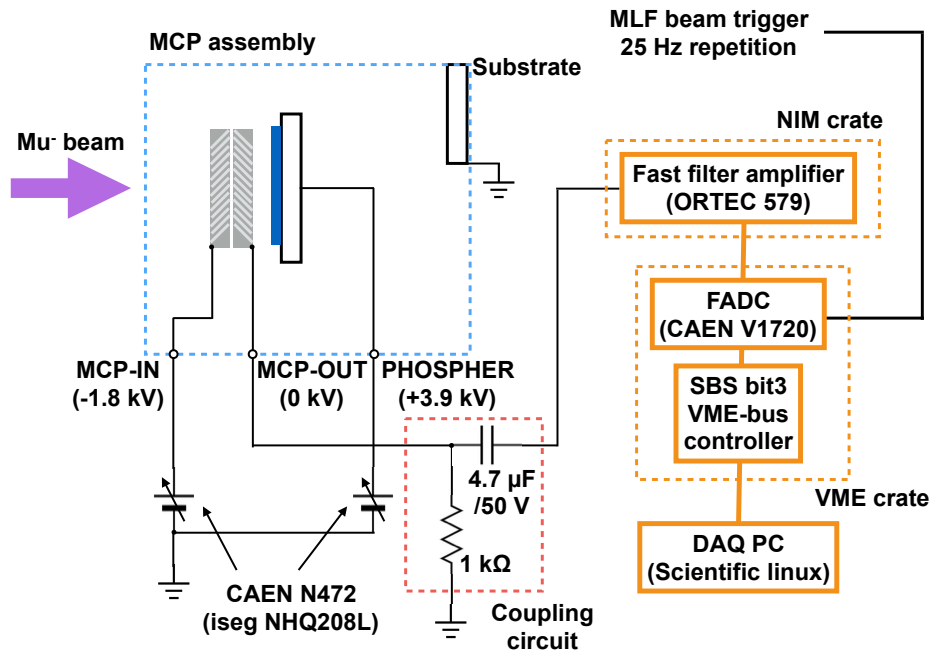 MCP assembly
Substrate
Mu⁻ beam
MLF beam trigger
25 Hz repetition
NIM crate
Fast filter amplifier
(ORTEC 579)
FADC
(CAEN V1720)
SBS bit3
VME-bus
controller
VME crate
DAQ PC
(Scientific linux)
MCP-IN
(-1.8 kV)
MCP-OUT
(0 kV)
PHOSPHER
(+3.9 kV)
4.7 µF
/50 V
1 kΩ
CAEN N472
(iseg NHQ208L)
Coupling
circuit